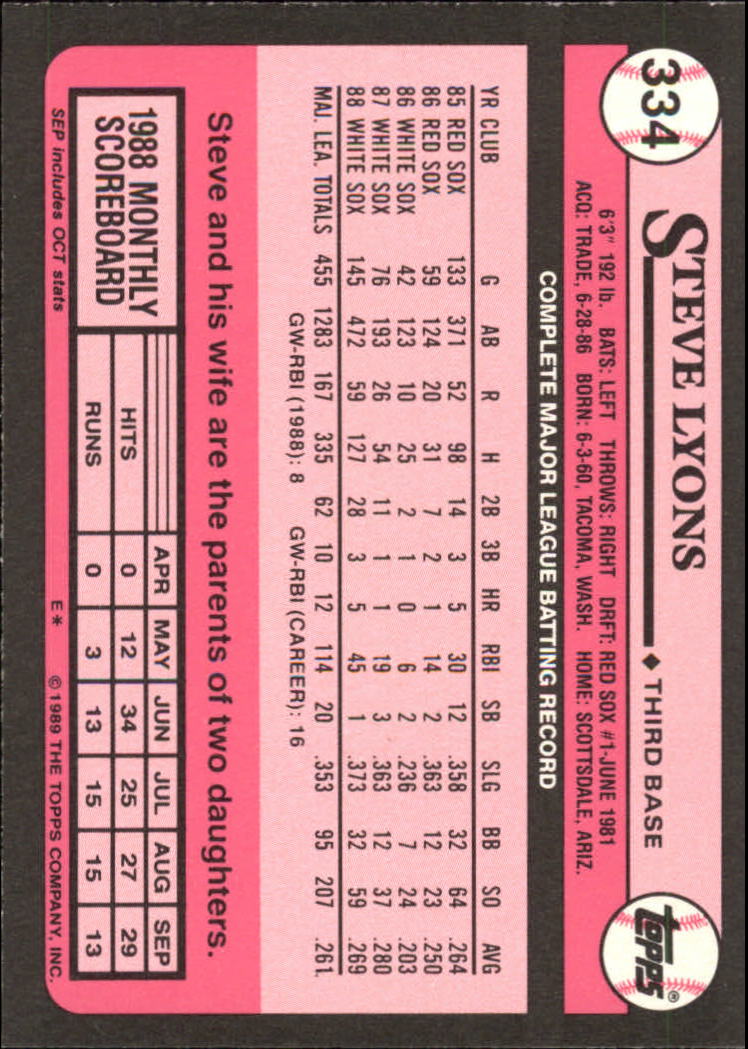 334
STEVE LYONS ◆ THIRD BASE
TOPPS®
6'3" 192 lb. BATS: LEFT THROWS: RIGHT DRFT: RED SOX #1-JUNE 1981
ACQ: TRADE, 6-28-86 BORN: 6-3-60, TACOMA, WASH. HOME: SCOTTSDALE, ARIZ.
COMPLETE MAJOR LEAGUE BATTING RECORD
YR CLUB G AB R H 2B 3B HR RBI SB SLG BB SO AVG
85 RED SOX 133 371 52 98 14 3 5 30 12 .358 32 64 .264
86 RED SOX 59 124 20 31 7 2 1 14 2 .363 12 23 .250
86 WHITE SOX 42 123 10 25 2 1 0 6 2 .236 7 24 .203
87 WHITE SOX 76 193 26 54 11 1 1 19 3 .363 12 37 .280
88 WHITE SOX 145 472 59 127 28 3 5 45 1 .373 32 59 .269
MAJ. LEA. TOTALS 455 1283 167 335 62 10 12 114 20 .353 95 207 .261
GW-RBI (1988): 8 GW-RBI (CAREER): 16
Steve and his wife are the parents of two daughters.
1988 MONTHLY
SCOREBOARD
APR MAY JUN JUL AUG SEP
HITS 0 12 34 25 27 29
RUNS 0 3 13 15 15 13
SEP includes OCT stats E* © 1989 THE TOPPS COMPANY, INC.